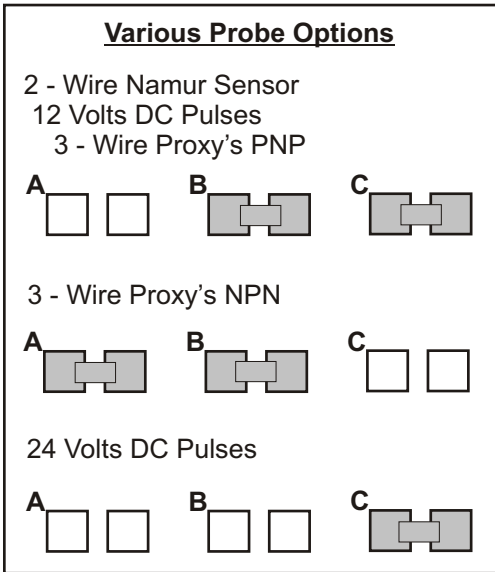 Various Probe Options
2 - Wire Namur Sensor
12 Volts DC Pulses
3 - Wire Proxy's PNP
A B C
3 - Wire Proxy's NPN
A B C
24 Volts DC Pulses
A B C